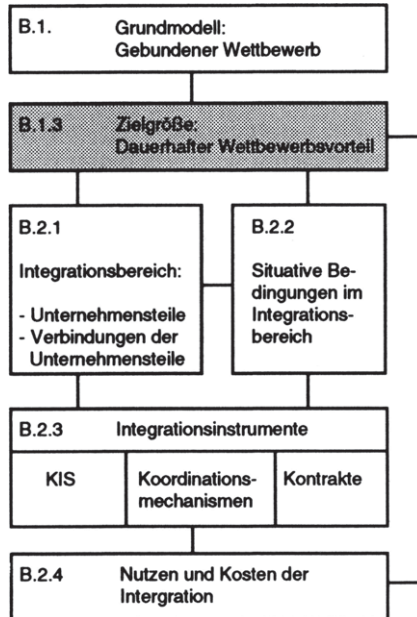 B.1. Grundmodell:
Gebundener Wettbewerb
B.1.3 Zielgröße:
Dauerhafter Wettbewerbsvorteil
B.2.1
Integrationsbereich:
- Unternehmensteile
- Verbindungen der
Unternehmensteile
B.2.2
Situative Be-
dingungen im
Integrations-
bereich
B.2.3 Integrationsinstrumente
KIS
Koordinations-
mechanismen
Kontrakte
B.2.4 Nutzen und Kosten der
Intergration